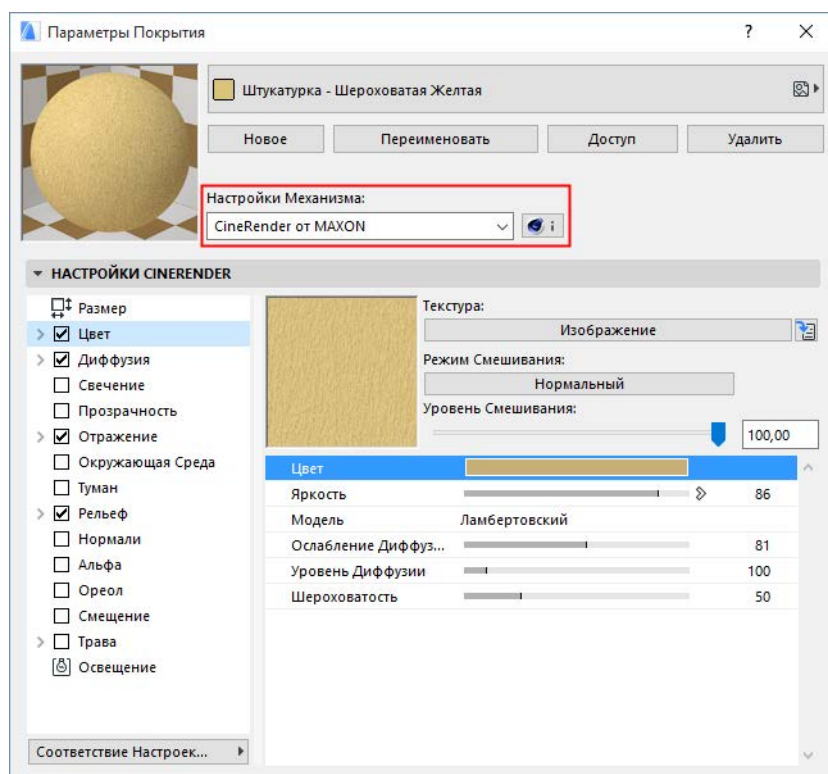 Параметры Покрытия
?
Штукатурка - Шероховатая Желтая
Новое
Переименовать
Доступ
Удалить
Настройки Механизма:
CineRender от MAXON
i
НАСТРОЙКИ CINERENDER
Размер
Цвет
Диффузия
Свечение
Прозрачность
Отражение
Окружающая Среда
Туман
Рельеф
Нормали
Альфа
Ореол
Смещение
Трава
Освещение
Соответствие Настроек...
Текстура:
Изображение
Режим Смешивания:
Нормальный
Уровень Смешивания:
100,00
Цвет
Яркость 86
Модель Ламбертовский
Ослабление Диффуз... 81
Уровень Диффузии 100
Шероховатость 50